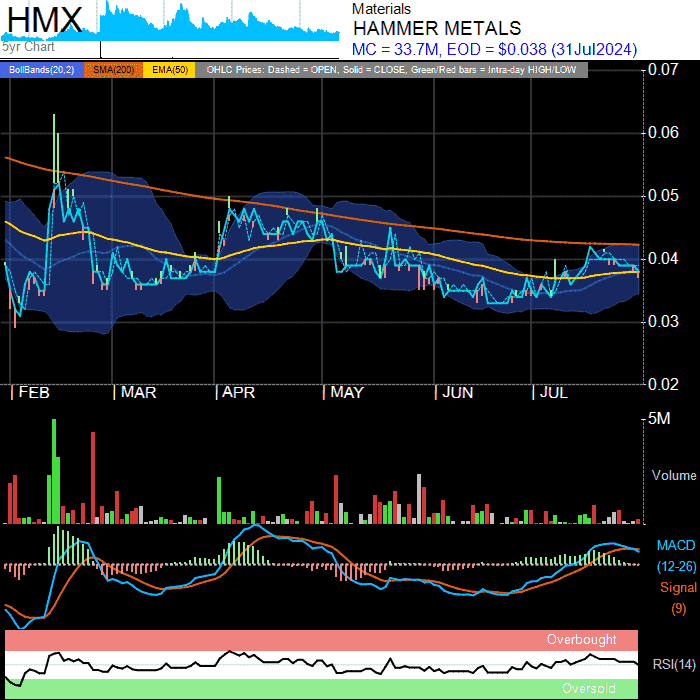 HMX
5yr Chart
Materials
HAMMER METALS
MC = 33.7M, EOD = $0.038 (31Jul2024)
BollBands(20,2) SMA(200) EMA(50) OHLC Prices: Dashed = OPEN, Solid = CLOSE, Green/Red bars = Intra-day HIGH/LOW
0.07
0.06
0.05
0.04
0.03
0.02
FEB MAR APR MAY JUN JUL
5M
Volume
MACD
(12-26)
Signal
(9)
Overbought
RSI(14)
Oversold